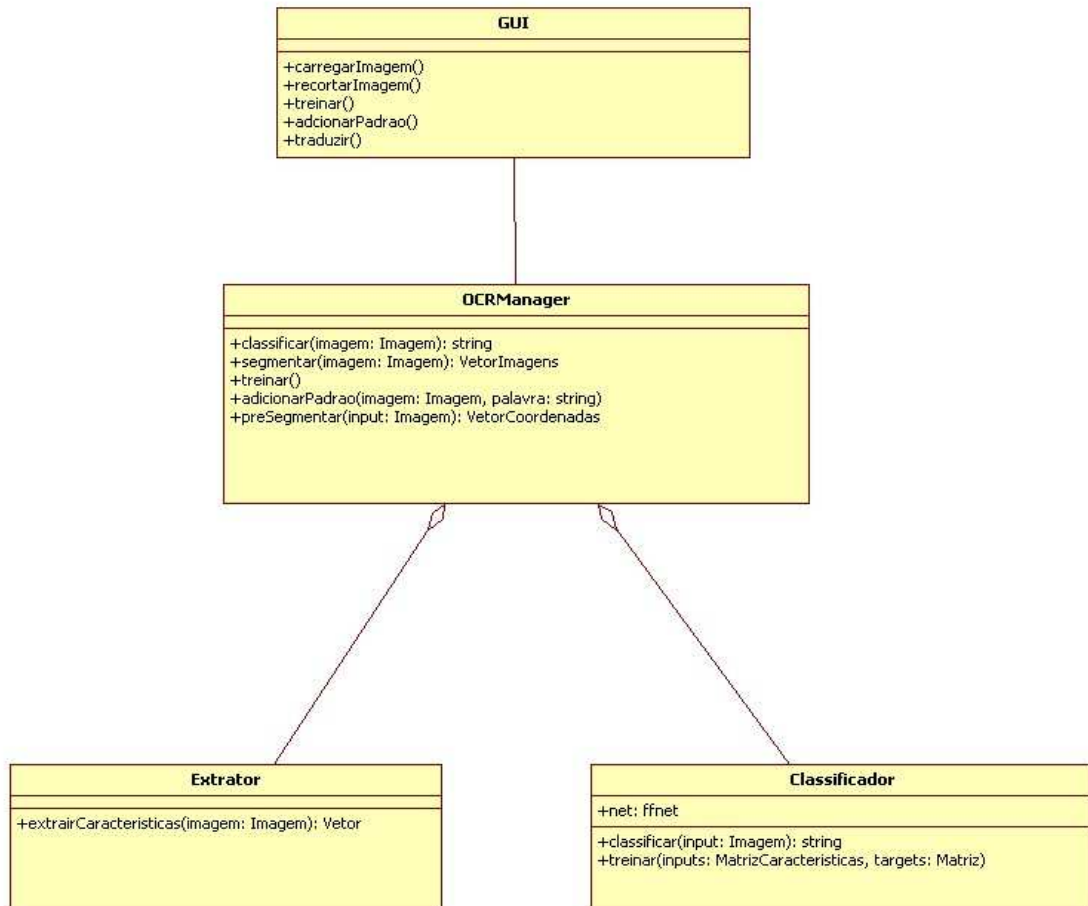 GUI
+carregarImagem()
+recortarImagem()
+treinar()
+adcionarPadrao()
+traduzir()
OCRManager
+classificar(imagem: Imagem): string
+segmentar(imagem: Imagem): VetorImagens
+treinar()
+adicionarPadrao(imagem: Imagem, palavra: string)
+preSegmentar(input: Imagem): VetorCoordenadas
Extrator
+extrairCaracteristicas(imagem: Imagem): Vetor
Classificador
+net: ffnet
+classificar(input: Imagem): string
+treinar(inputs: MatrizCaracteristicas, targets: Matriz)